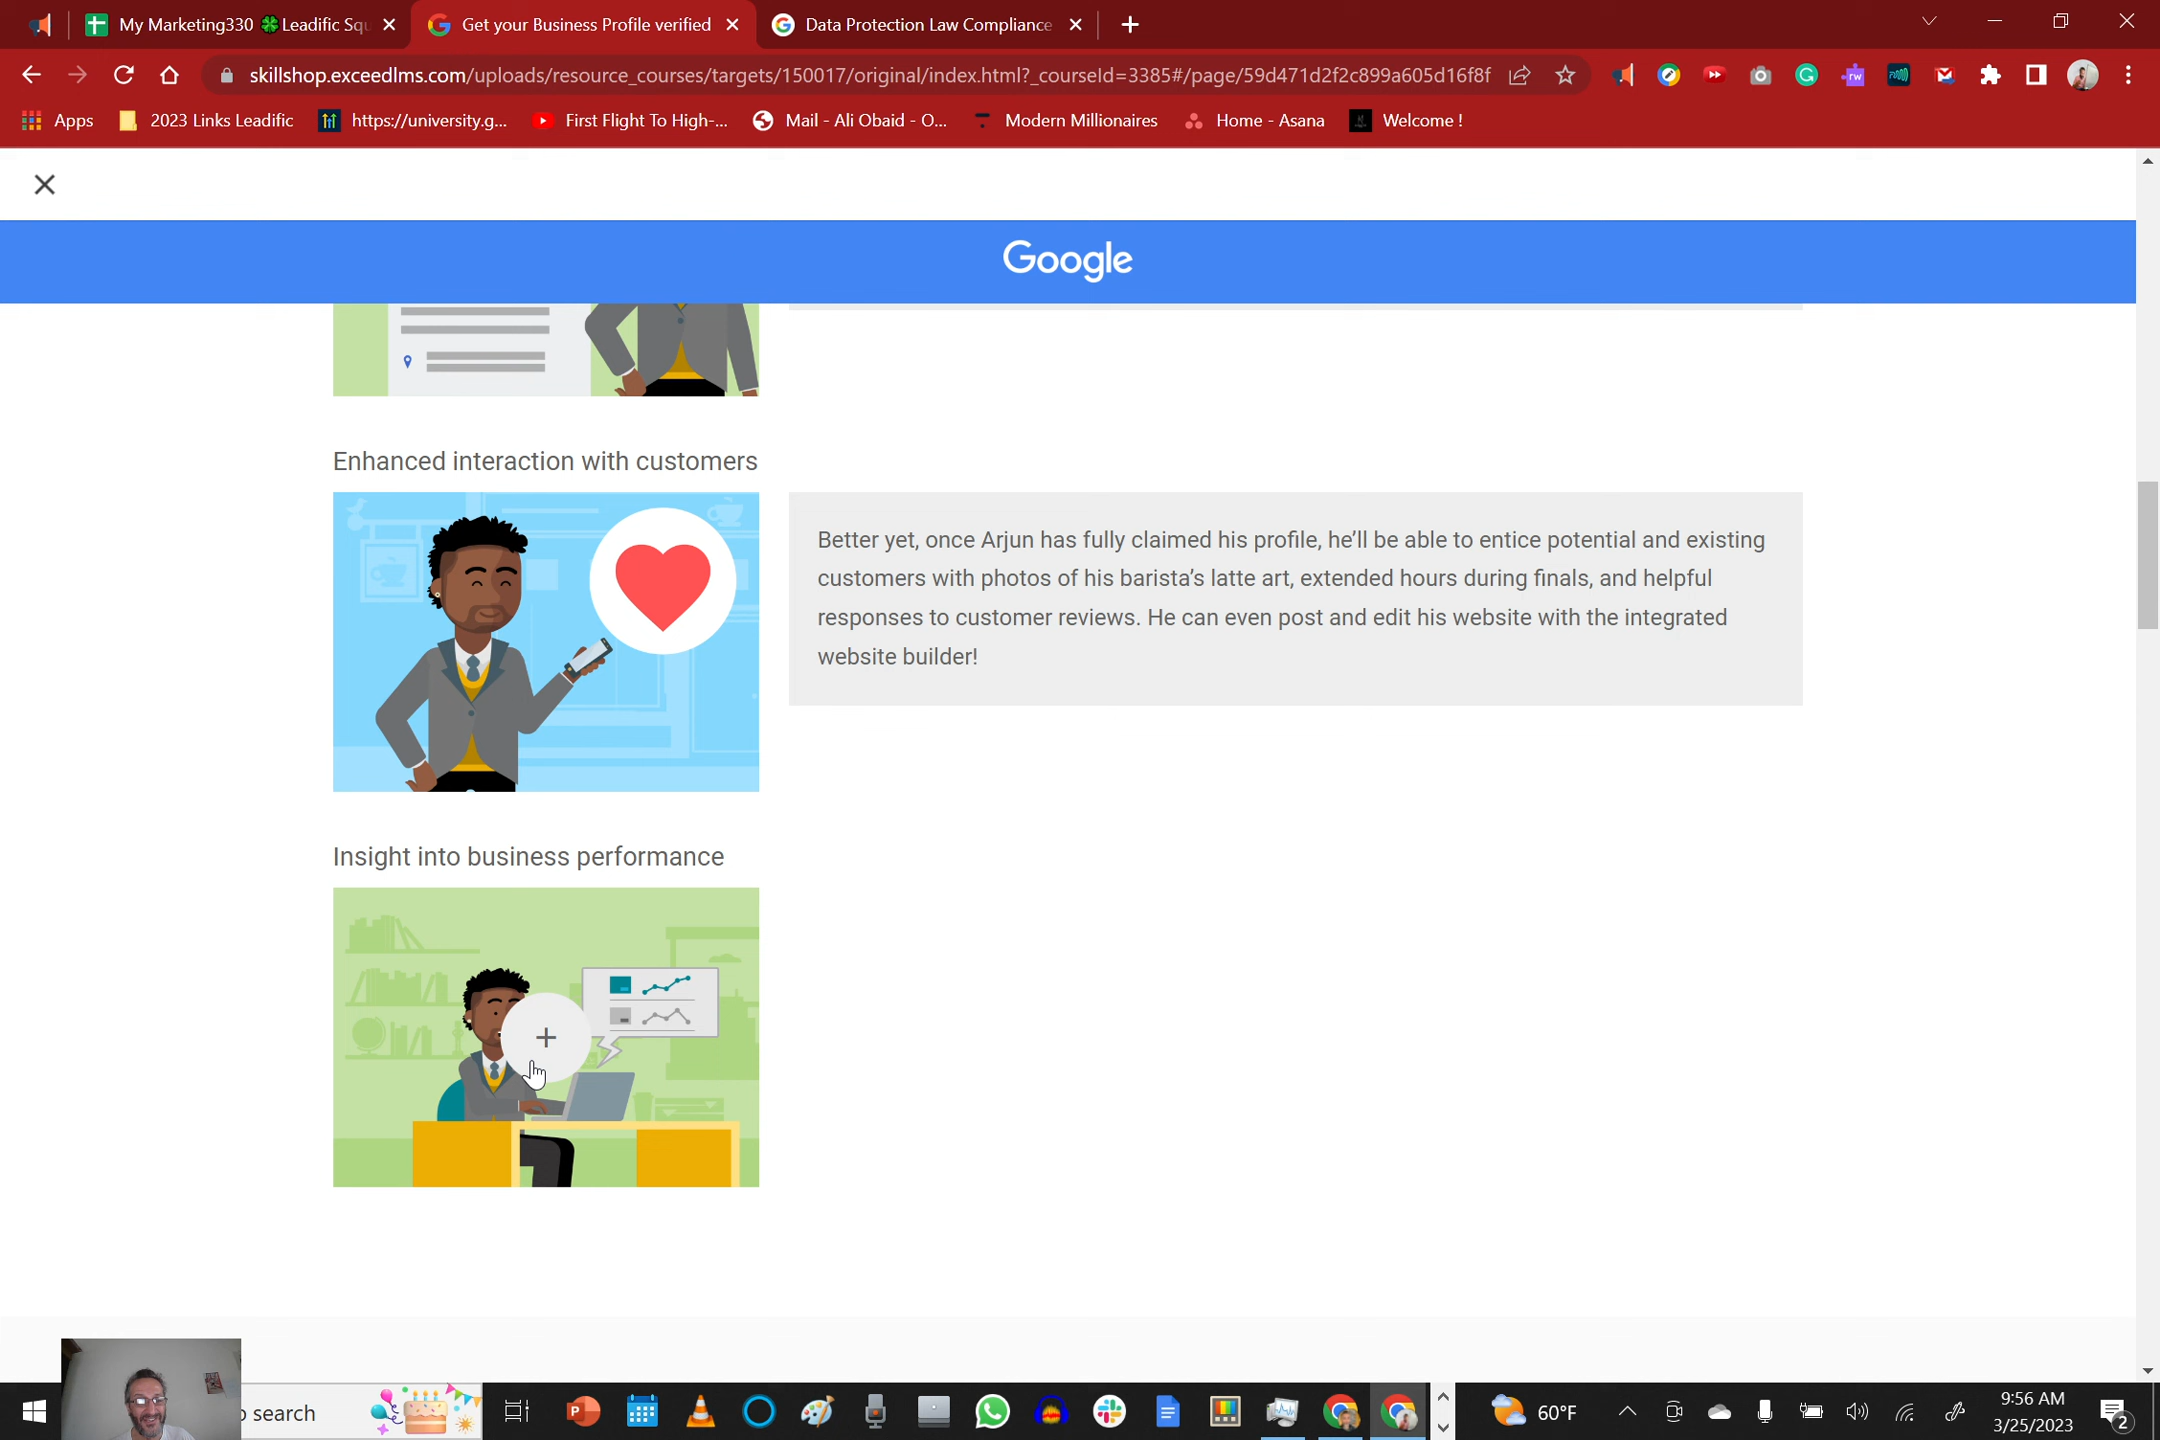 My Marketing330 🍀Leadific Squ
Get your Business Profile verified
Data Protection Law Compliance
skillshop.exceedlms.com/uploads/resource_courses/targets/150017/original/index.html?_courseId=3385#/page/59d471d2f2c899a605d16f8f
Apps
2023 Links Leadific
https://university.g...
First Flight To High-...
Mail - Ali Obaid - O...
Modern Millionaires
Home - Asana
Welcome !
Google
Enhanced interaction with customers
Better yet, once Arjun has fully claimed his profile, he’ll be able to entice potential and existing
customers with photos of his barista’s latte art, extended hours during finals, and helpful
responses to customer reviews. He can even post and edit his website with the integrated
website builder!
Insight into business performance
search
60°F
9:56 AM
3/25/2023
2